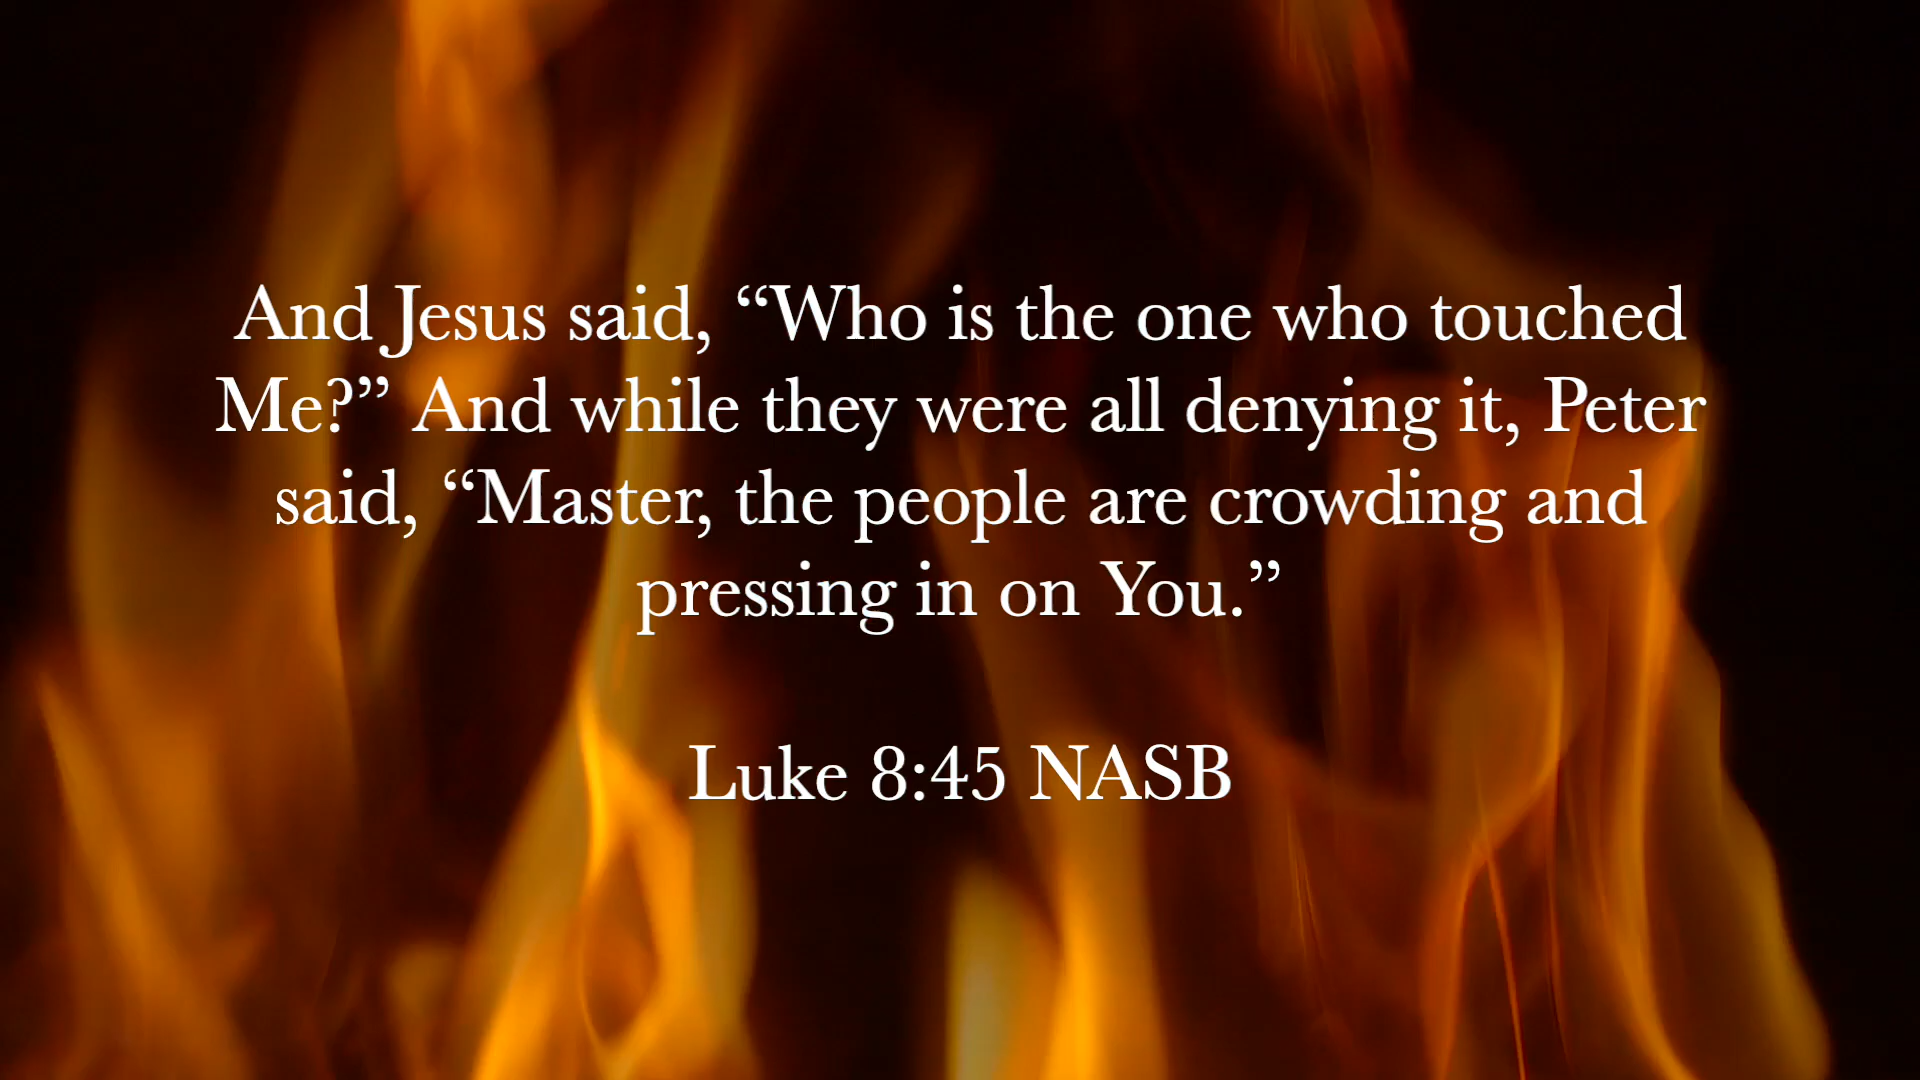 And Jesus said, “Who is the one who touched
Me?” And while they were all denying it, Peter
said, “Master, the people are crowding and
pressing in on You.”
Luke 8:45 NASB